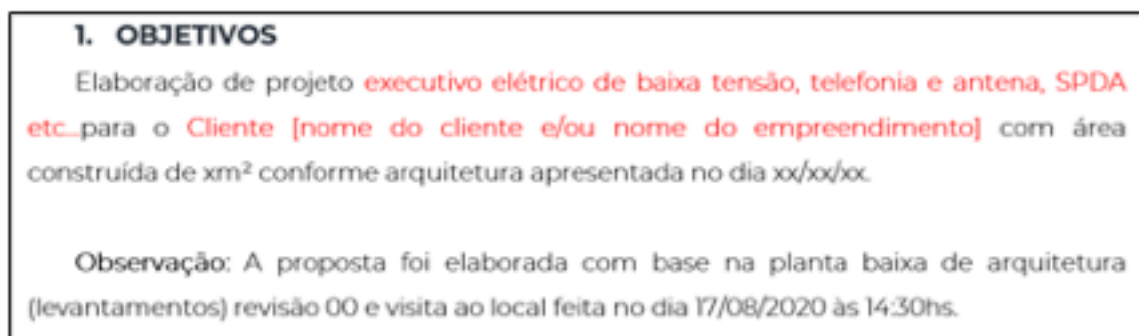 1. OBJETIVOS
Elaboração de projeto executivo elétrico de baixa tensão, telefonia e antena, SPDA
etc...para o Cliente [nome do cliente e/ou nome do empreendimento] com área
construída de xm² conforme arquitetura apresentada no dia xx/xx/xx.
Observação: A proposta foi elaborada com base na planta baixa de arquitetura
(levantamentos) revisão 00 e visita ao local feita no dia 17/08/2020 às 14:30hs.